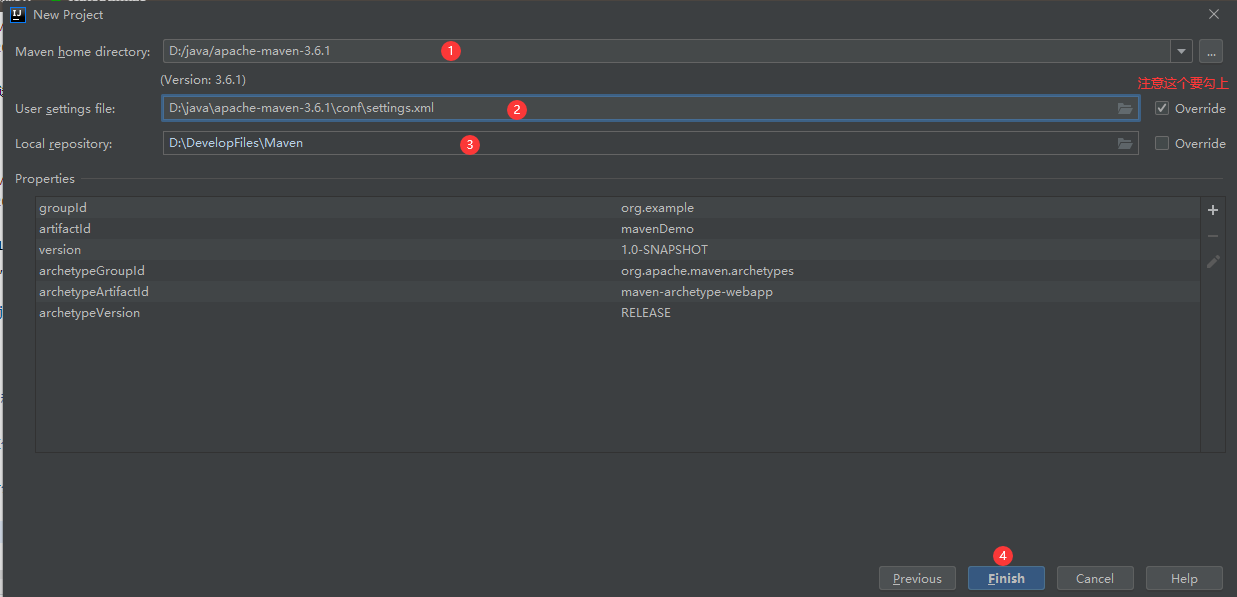 New Project
Maven home directory: D:/java/apache-maven-3.6.1 1 ...
(Version: 3.6.1)
注意这个要勾上
User settings file: D:\java\apache-maven-3.6.1\conf\settings.xml 2 Override
Local repository: D:\DevelopFiles\Maven 3 Override
Properties
groupId org.example
artifactId mavenDemo
version 1.0-SNAPSHOT
archetypeGroupId org.apache.maven.archetypes
archetypeArtifactId maven-archetype-webapp
archetypeVersion RELEASE
4
Previous Finish Cancel Help